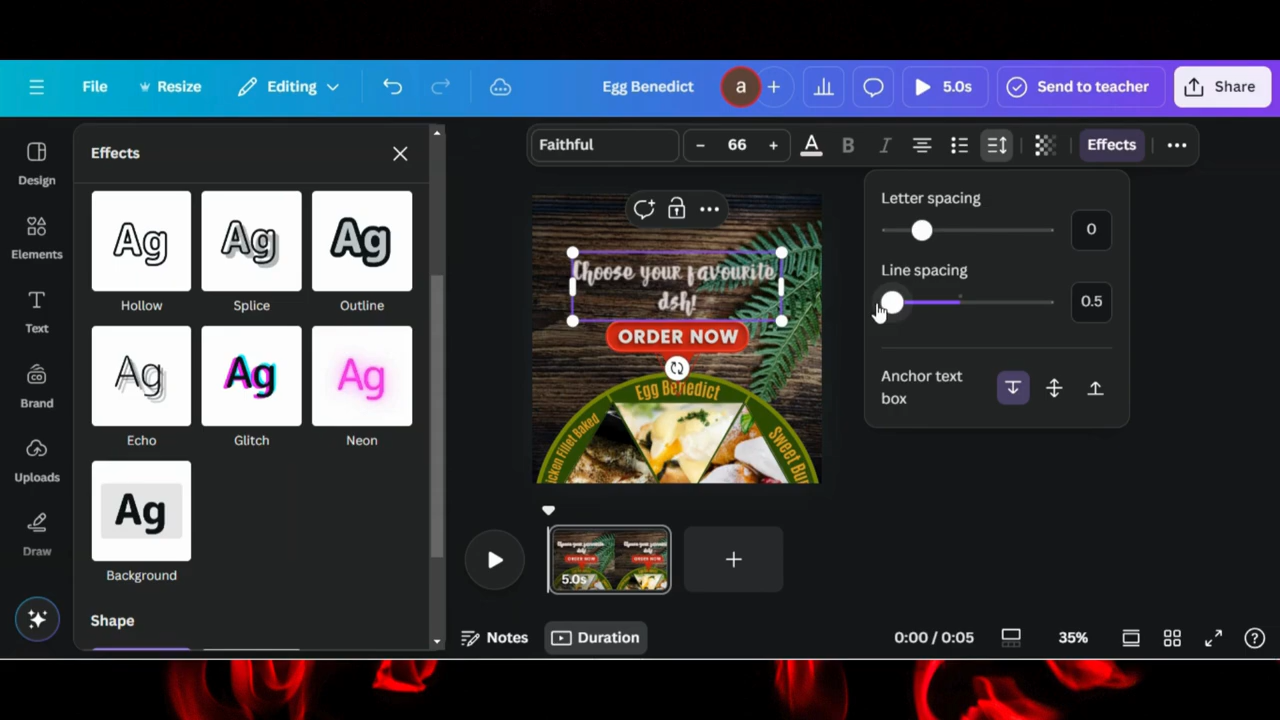 File
Resize
Editing
Egg Benedict
a
+
5.0s
Send to teacher
Share
Design
Elements
Text
Brand
Uploads
Draw
Effects
Ag
Ag
Ag
Hollow
Splice
Outline
Ag
Ag
Ag
Echo
Glitch
Neon
Ag
Background
Shape
Faithful
– 66 +
A
B
I
Effects
Letter spacing
0
Line spacing
0.5
Anchor text
box
Choose your favourite
dsh!
ORDER NOW
Egg Benedict
icken Fillet Baked
Sweet Bu
5.0s
+
Notes
Duration
0:00 / 0:05
35%
?